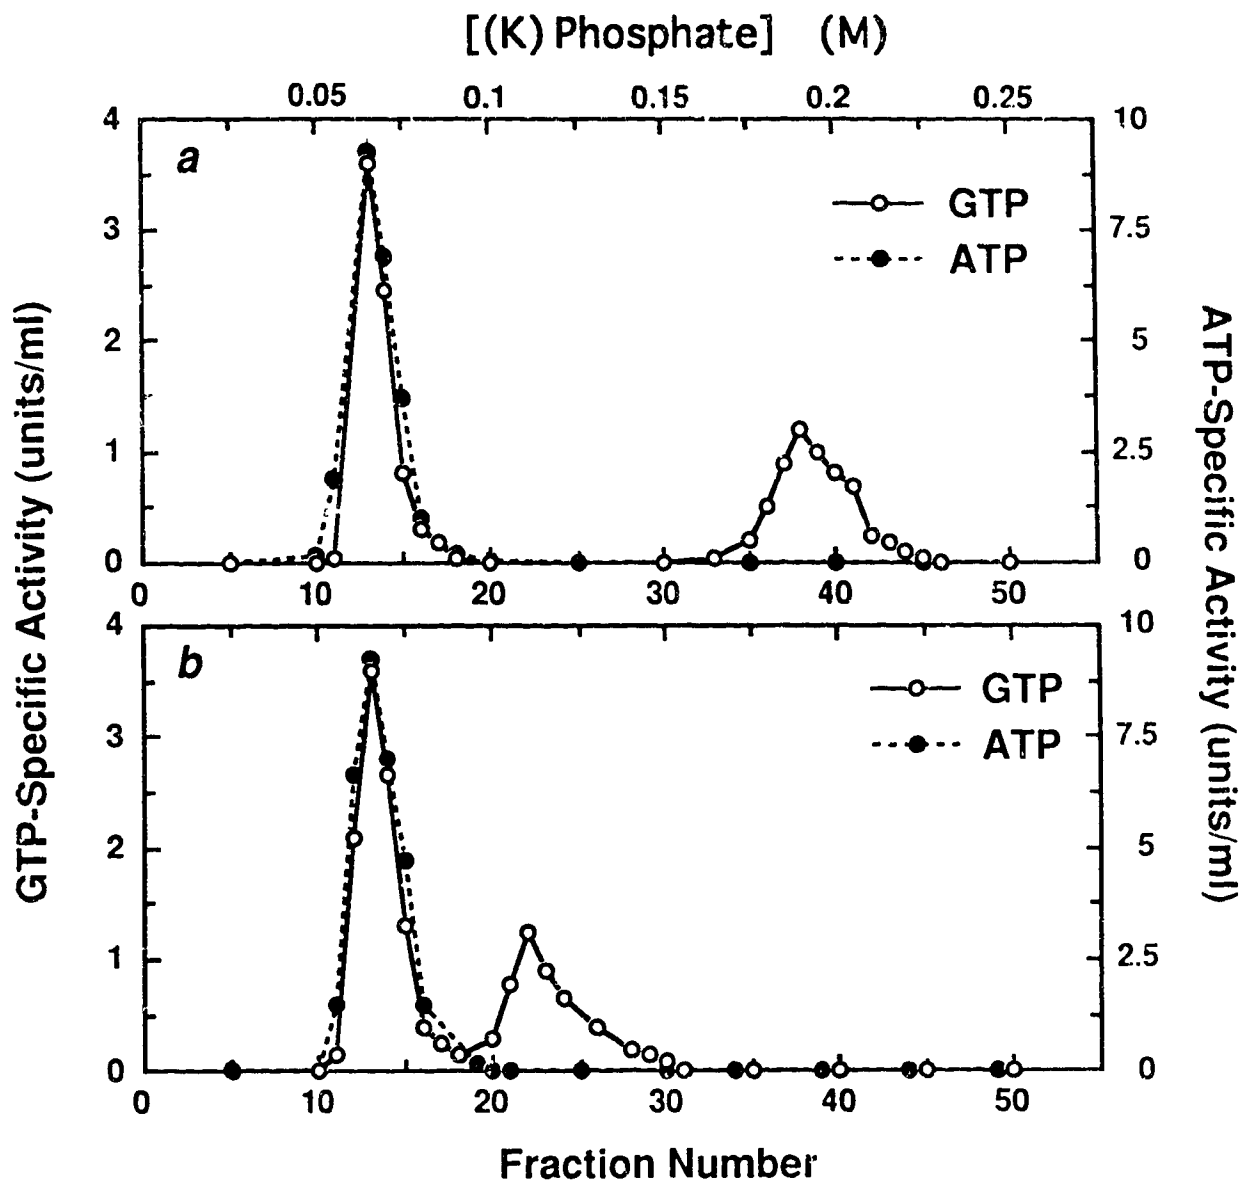 [(K) Phosphate] (M)
0.05 0.1 0.15 0.2 0.25
4 10
a
GTP
3 7.5
ATP
2 5
1 2.5
0 0
0 10 20 30 40 50
4 10
b
GTP
3 7.5
ATP
2 5
1 2.5
0 0
0 10 20 30 40 50
Fraction Number
GTP-Specific Activity (units/ml)
ATP-Specific Activity (units/ml)